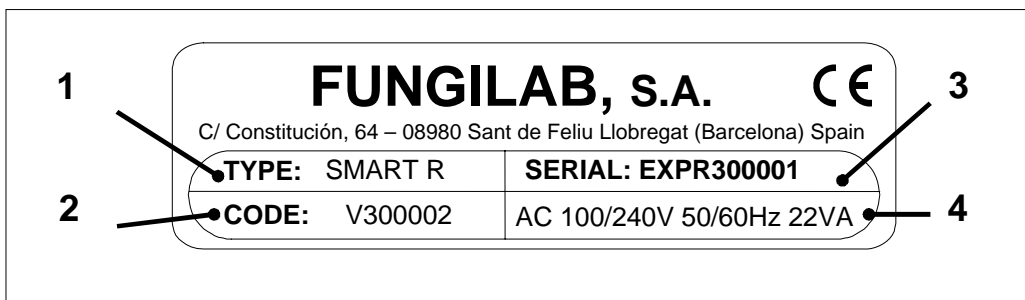 FUNGILAB, S.A. CE
C/ Constitución, 64 – 08980 Sant de Feliu Llobregat (Barcelona) Spain
1
TYPE: SMART R
SERIAL: EXPR300001
3
2
CODE: V300002
AC 100/240V 50/60Hz 22VA
4